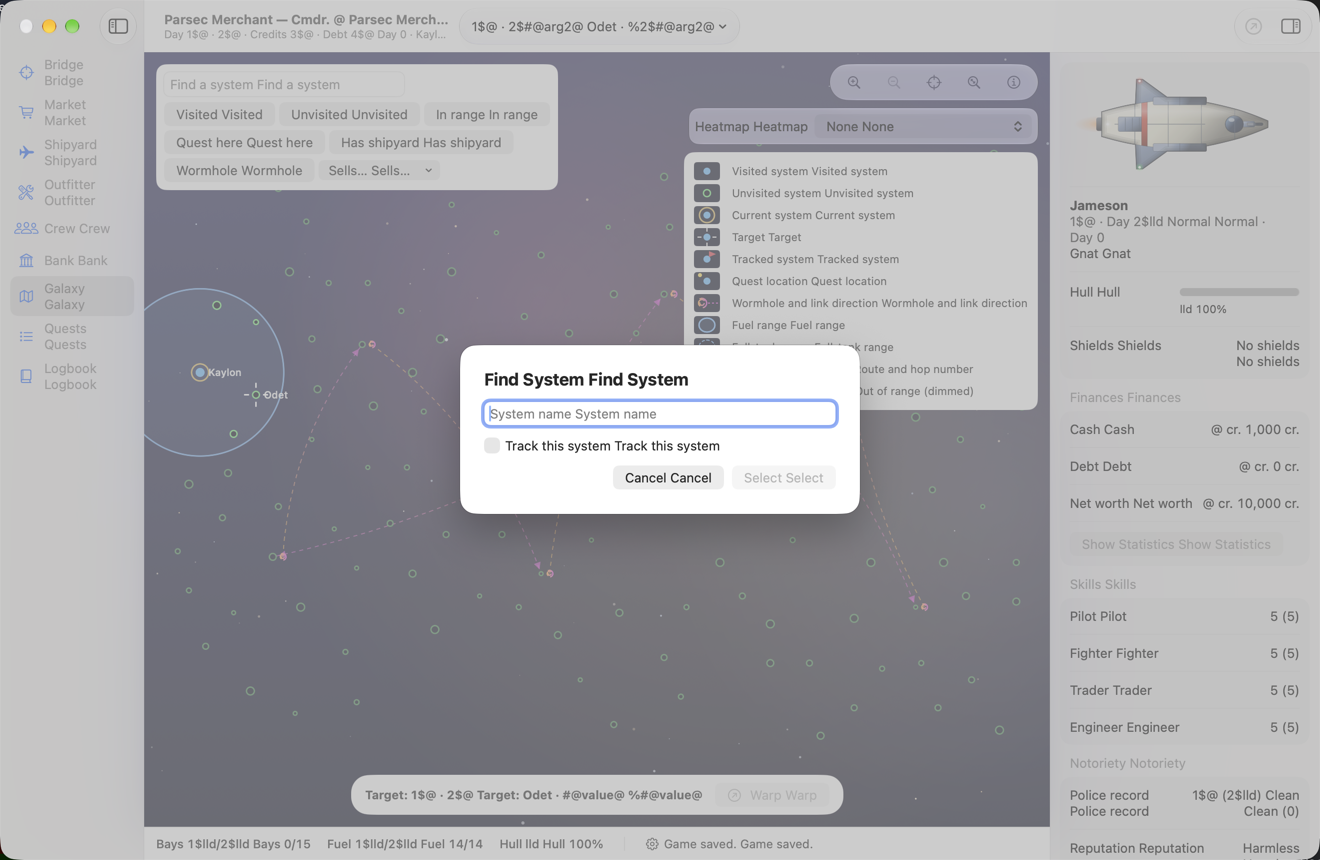 Parsec Merchant — Cmdr. @ Parsec Merch...
Day 1$@ · 2$@ · Credits 3$@ · Debt 4$@ Day 0 · Kayl...
1$@ · 2$#@arg2@ Odet · %2$#@arg2@
Bridge
Bridge
Market
Market
Shipyard
Shipyard
Outfitter
Outfitter
Crew Crew
Bank Bank
Galaxy
Galaxy
Quests
Quests
Logbook
Logbook
Find a system Find a system
Visited Visited
Unvisited Unvisited
In range In range
Quest here Quest here
Has shipyard Has shipyard
Wormhole Wormhole
Sells... Sells...
Heatmap Heatmap
None None
Visited system Visited system
Unvisited system Unvisited system
Current system Current system
Target Target
Tracked system Tracked system
Quest location Quest location
Wormhole and link direction Wormhole and link direction
Fuel range Fuel range
range
route and hop number
Out of range (dimmed)
Kaylon
Odet
Find System Find System
System name System name
Track this system Track this system
Cancel Cancel
Select Select
Target: 1$@ · 2$@ Target: Odet · #@value@ %#@value@
Warp Warp
Bays 1$lld/2$lld Bays 0/15
Fuel 1$lld/2$lld Fuel 14/14
Hull lld Hull 100%
Game saved. Game saved.
Jameson
1$@ · Day 2$lld Normal Normal ·
Day 0
Gnat Gnat
Hull Hull
lld 100%
Shields Shields
No shields
No shields
Finances Finances
Cash Cash
@ cr. 1,000 cr.
Debt Debt
@ cr. 0 cr.
Net worth Net worth
@ cr. 10,000 cr.
Show Statistics Show Statistics
Skills Skills
Pilot Pilot
5 (5)
Fighter Fighter
5 (5)
Trader Trader
5 (5)
Engineer Engineer
5 (5)
Notoriety Notoriety
Police record
Police record
1$@ (2$lld) Clean
Clean (0)
Reputation Reputation
Harmless